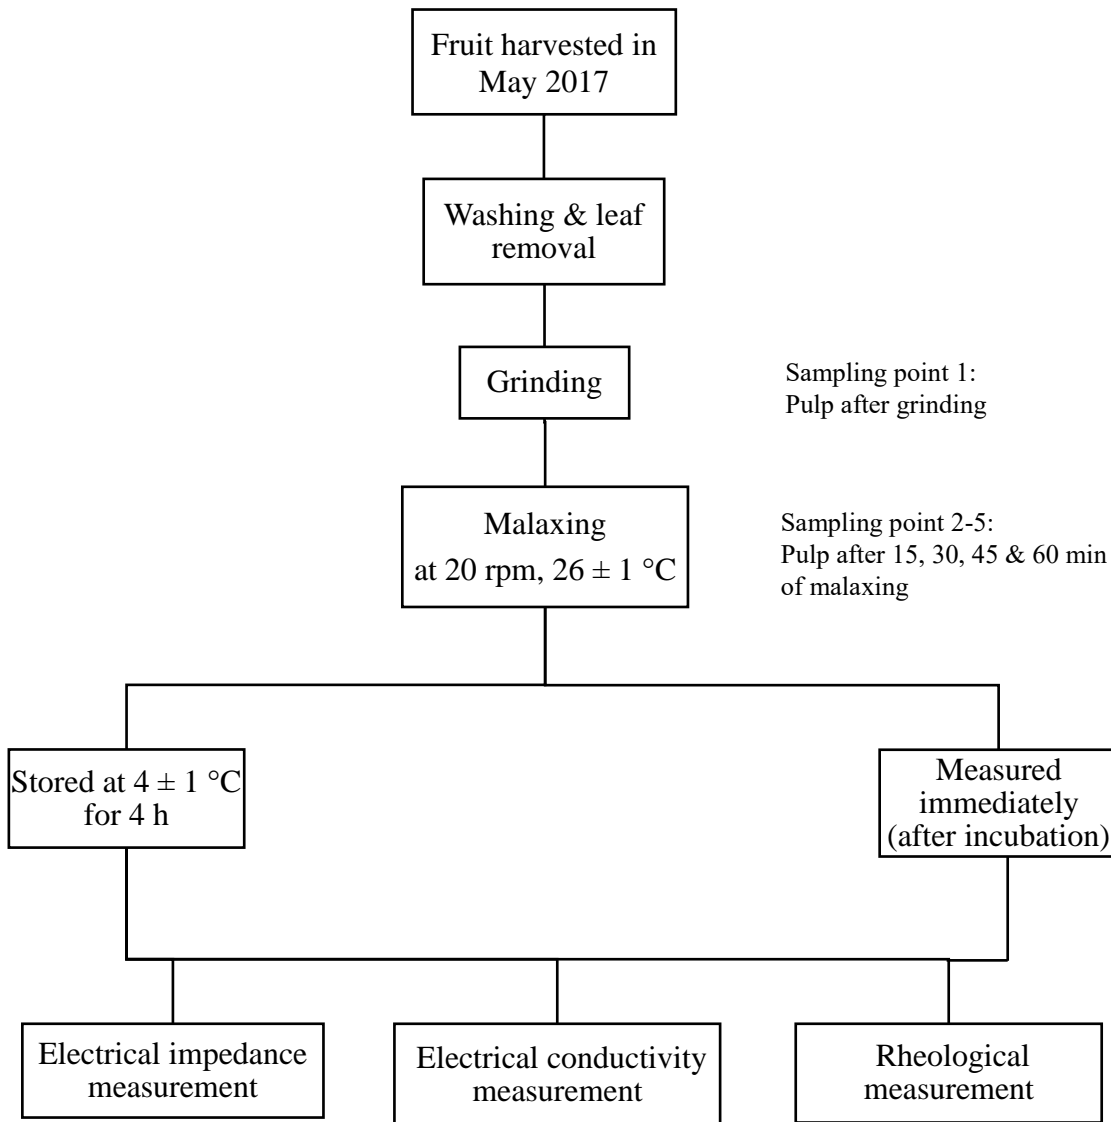 Fruit harvested in
May 2017
Washing & leaf
removal
Grinding
Sampling point 1:
Pulp after grinding
Malaxing
at 20 rpm, 26 ± 1 °C
Sampling point 2-5:
Pulp after 15, 30, 45 & 60 min
of malaxing
Stored at 4 ± 1 °C
for 4 h
Measured
immediately
(after incubation)
Electrical impedance
measurement
Electrical conductivity
measurement
Rheological
measurement